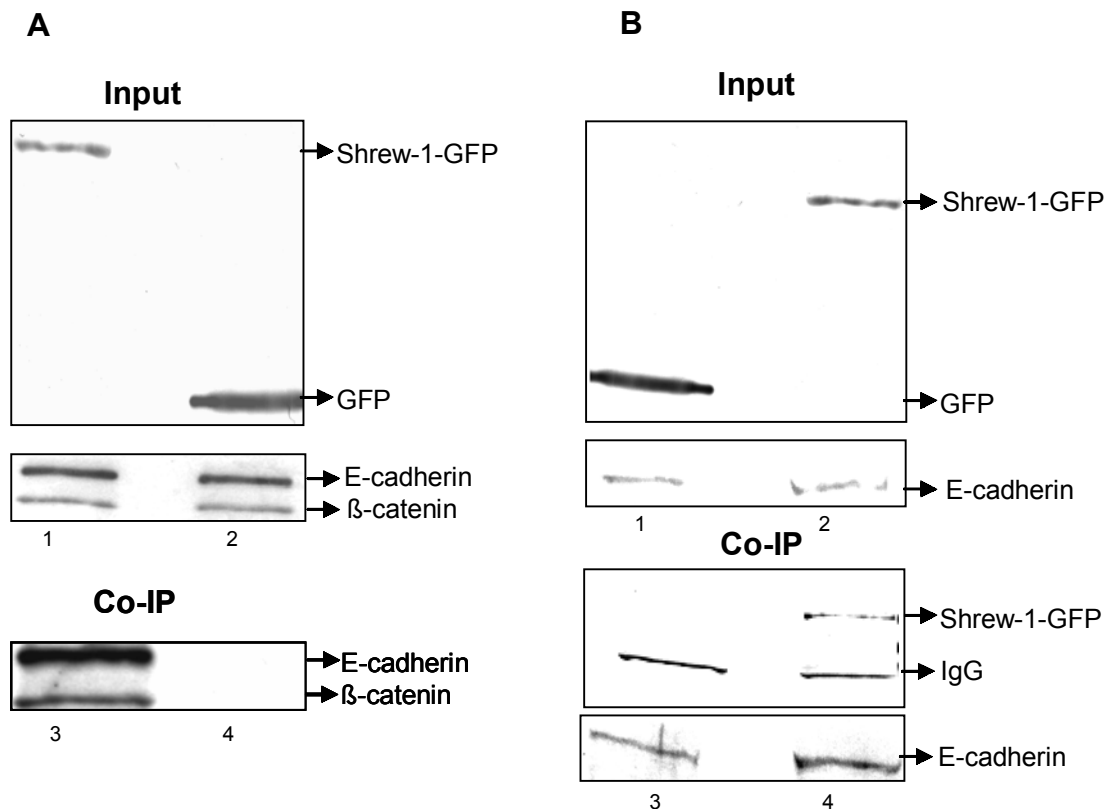 A
Input
Shrew-1-GFP
GFP
E-cadherin
ß-catenin
1 2
Co-IP
E-cadherin
ß-catenin
3 4
B
Input
Shrew-1-GFP
GFP
E-cadherin
1 2
Co-IP
Shrew-1-GFP
IgG
E-cadherin
3 4